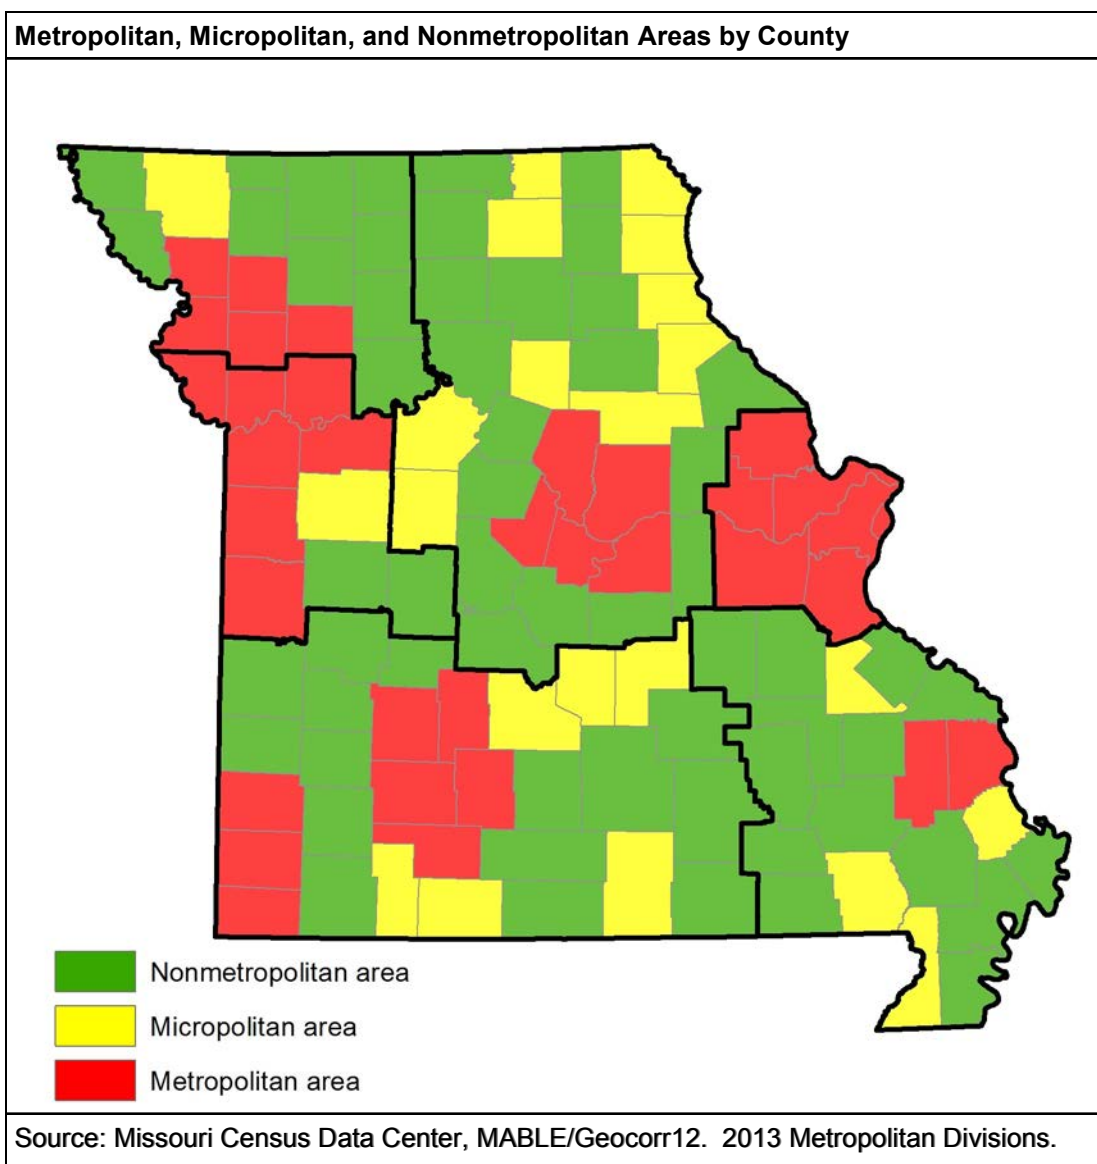 Metropolitan, Micropolitan, and Nonmetropolitan Areas by County
Nonmetropolitan area
Micropolitan area
Metropolitan area
Source: Missouri Census Data Center, MABLE/Geocorr12.  2013 Metropolitan Divisions.